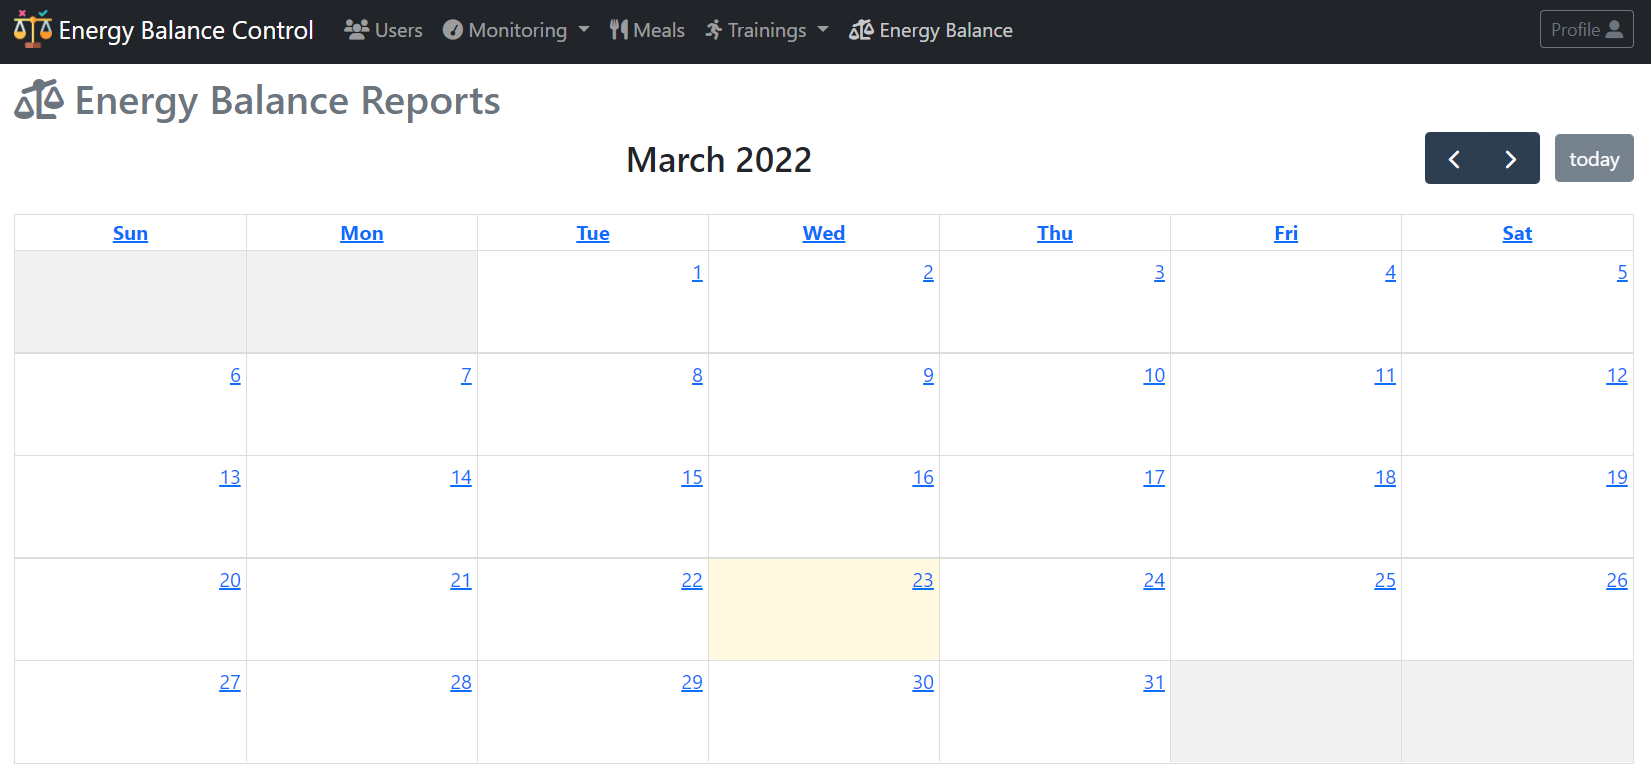 Energy Balance Control Users Monitoring Meals Trainings Energy Balance Profile
Energy Balance Reports
March 2022 today
Sun Mon Tue Wed Thu Fri Sat
1 2 3 4 5
6 7 8 9 10 11 12
13 14 15 16 17 18 19
20 21 22 23 24 25 26
27 28 29 30 31